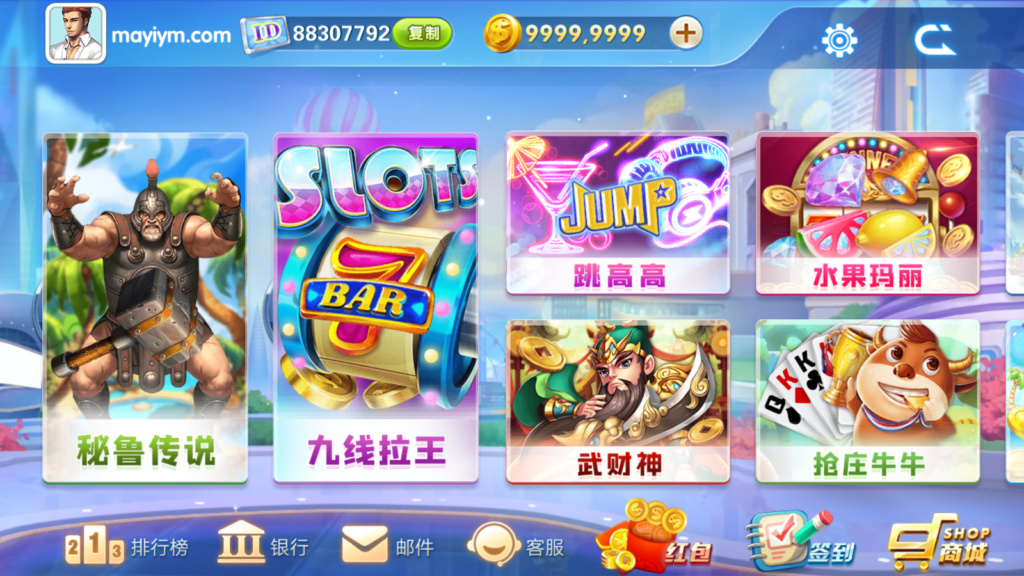 mayiym.com
ID 88307792 复制
9999,9999
SLOTS
BAR
JUMP
跳高高
水果玛丽
秘鲁传说
九线拉王
武财神
K K
抢庄牛牛
2 1 3 排行榜
银行
邮件
客服
红包
签到
SHOP
商城